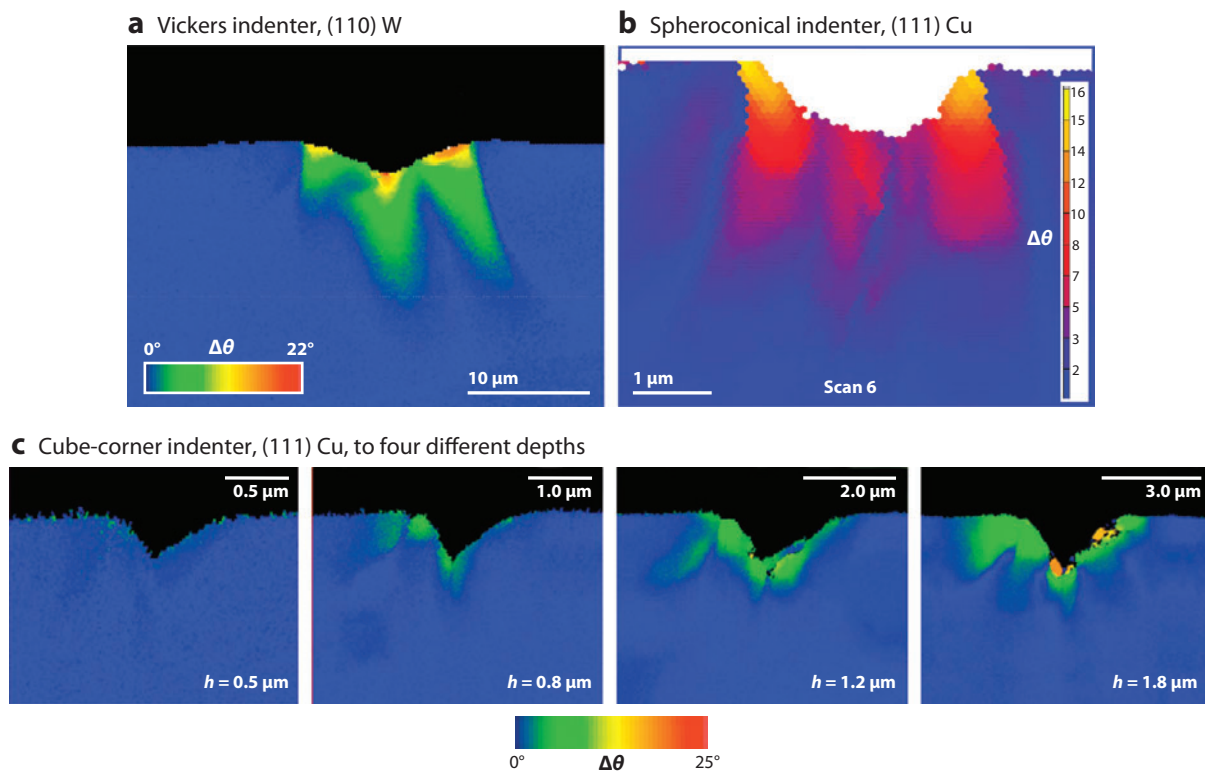 a Vickers indenter, (110) W
0° Δθ 22°
10 μm
b Spheroconical indenter, (111) Cu
16
15
14
12
10
Δθ
8
7
5
3
2
1 μm
Scan 6
c Cube-corner indenter, (111) Cu, to four different depths
0.5 μm
h = 0.5 μm
1.0 μm
h = 0.8 μm
2.0 μm
h = 1.2 μm
3.0 μm
h = 1.8 μm
0° Δθ 25°